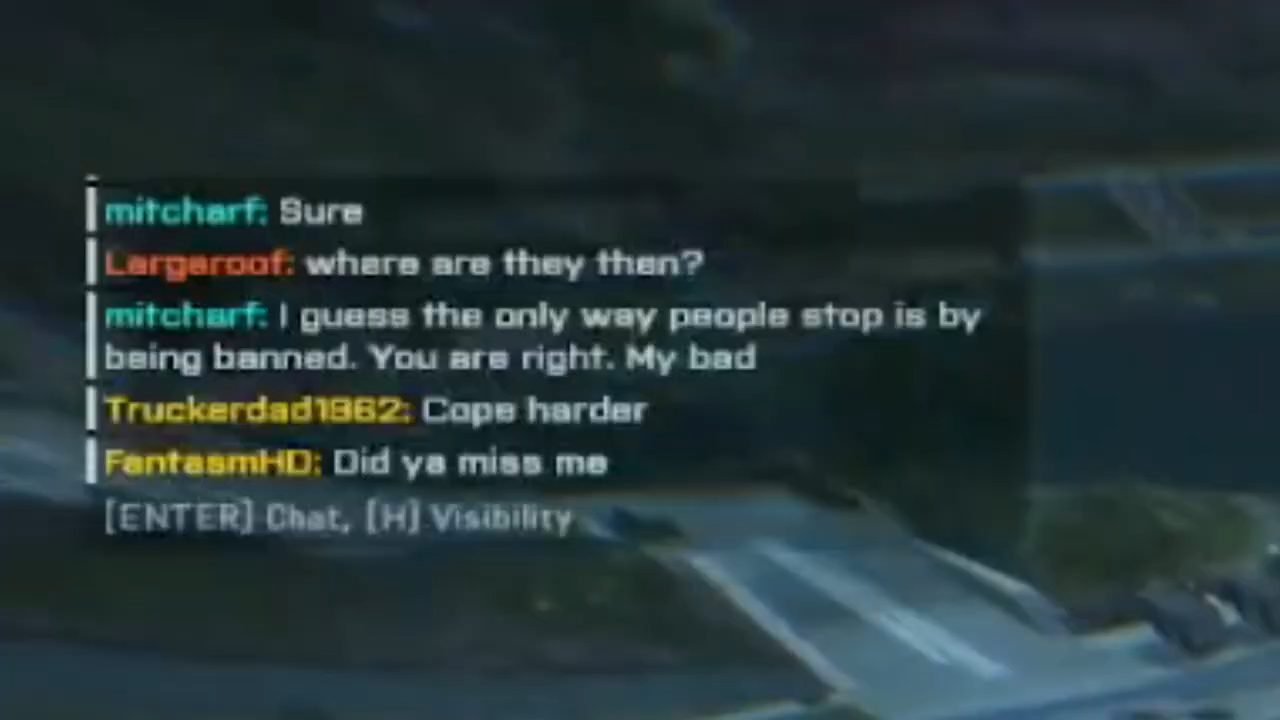 mitcharf: Sure
Largeroof: where are they then?
mitcharf: I guess the only way people stop is by
being banned. You are right. My bad
Truckerdad1962: Cope harder
FantasmHD: Did ya miss me
[ENTER] Chat, [H] Visibility